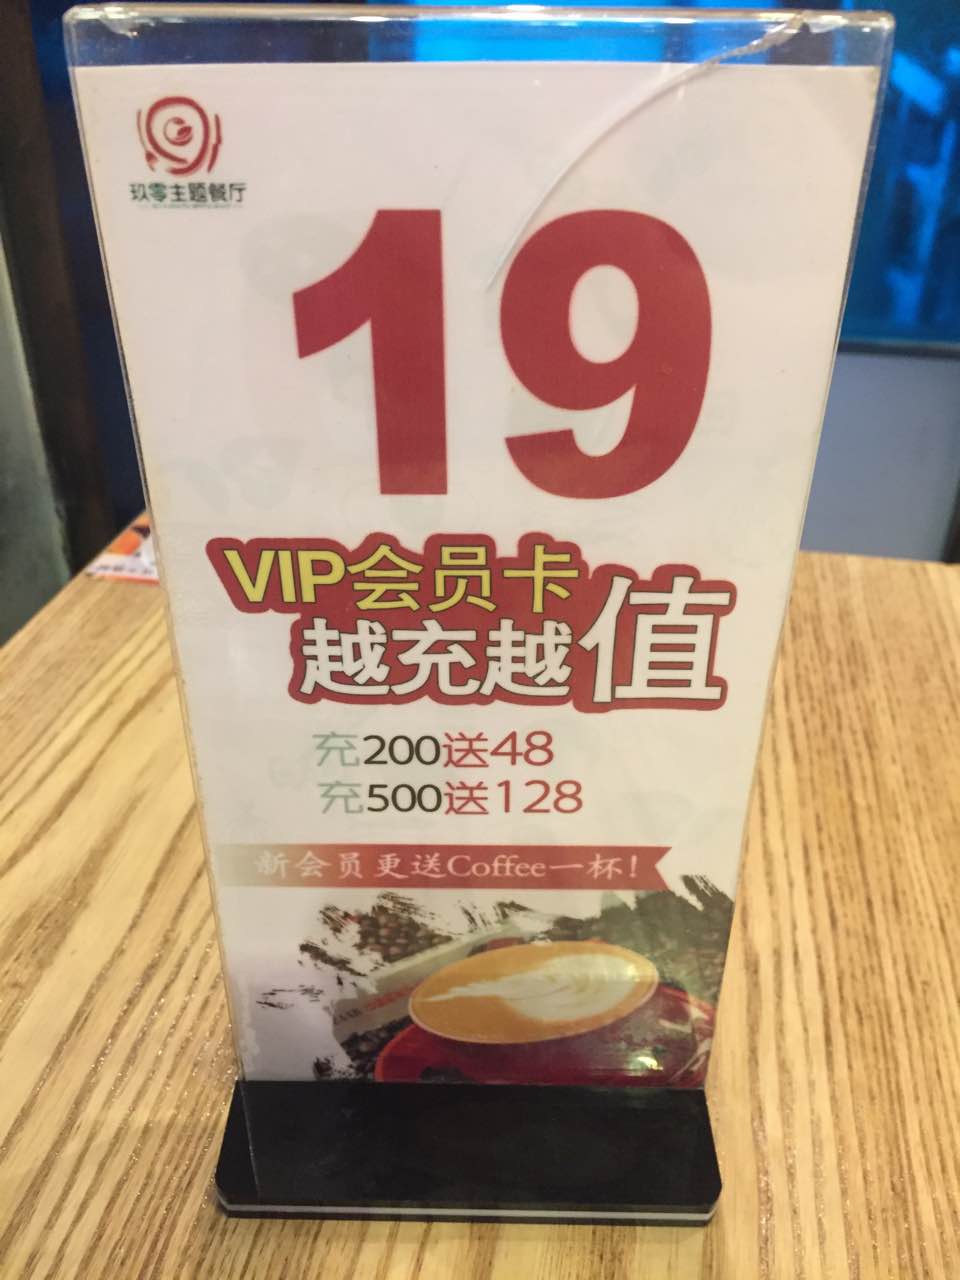 玖零主题餐厅
19
VIP会员卡
越充越值
充200送48
充500送128
新会员更送Coffee一杯!